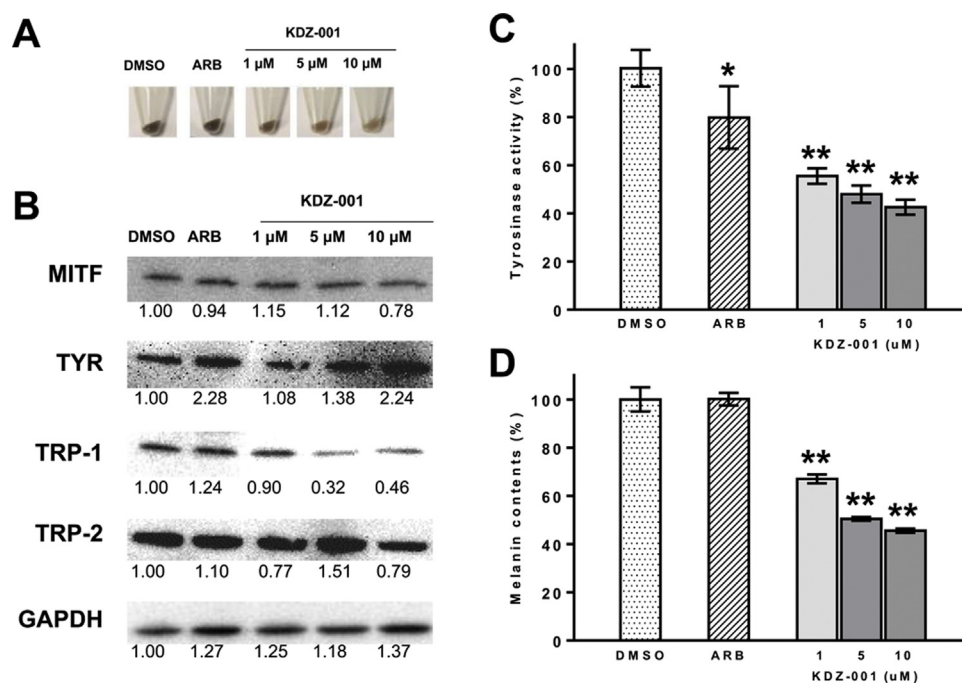 A
KDZ-001
DMSO ARB 1 µM 5 µM 10 µM
B
KDZ-001
DMSO ARB 1 µM 5 µM 10 µM
MITF
1.00 0.94 1.15 1.12 0.78
TYR
1.00 2.28 1.08 1.38 2.24
TRP-1
1.00 1.24 0.90 0.32 0.46
TRP-2
1.00 1.10 0.77 1.51 0.79
GAPDH
1.00 1.27 1.25 1.18 1.37
C
Tyrosinase activity (%)
100
80
60
40
20
0
*
**
**
**
DMSO ARB 1 5 10
KDZ-001 (uM)
D
Melanin contents (%)
100
80
60
40
20
0
**
**
**
DMSO ARB 1 5 10
KDZ-001 (uM)